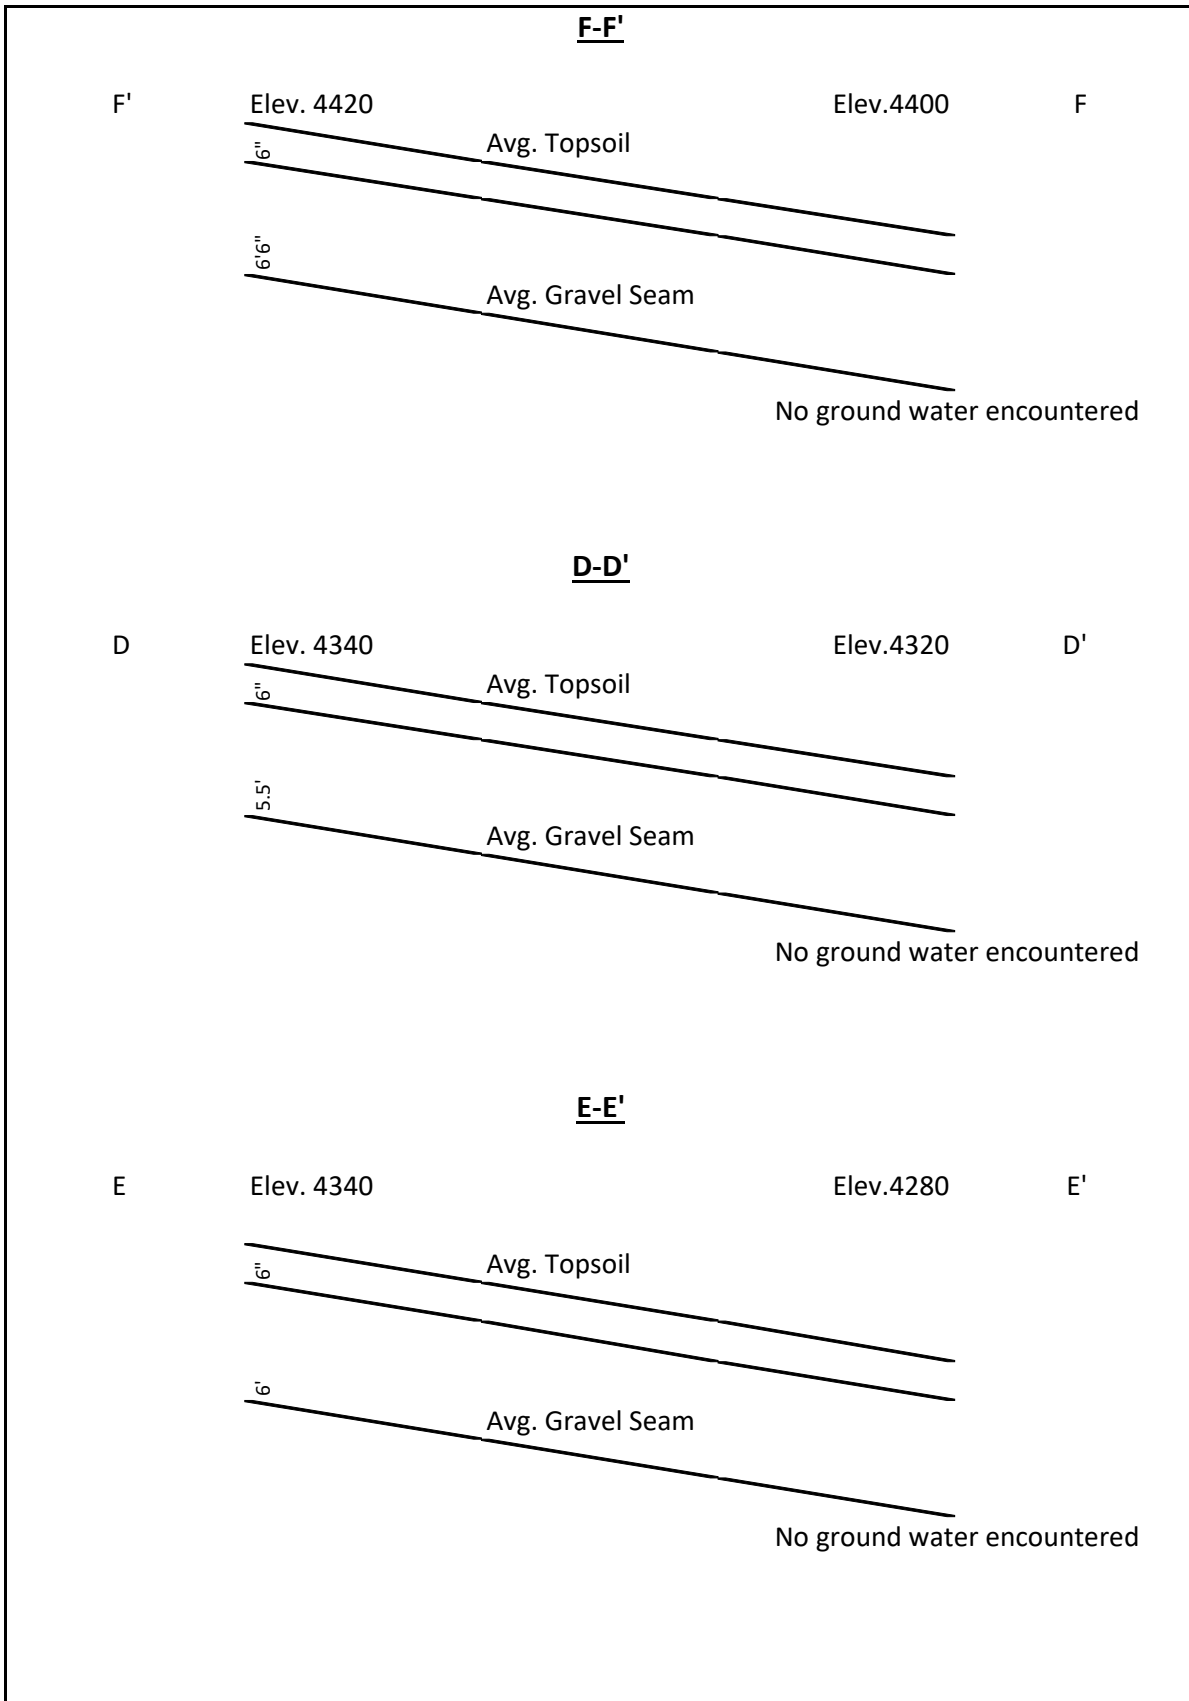 F-F'
F' Elev. 4420 Elev.4400 F
Avg. Topsoil
6"
6'6"
Avg. Gravel Seam
No ground water encountered
D-D'
D Elev. 4340 Elev.4320 D'
Avg. Topsoil
6"
5.5'
Avg. Gravel Seam
No ground water encountered
E-E'
E Elev. 4340 Elev.4280 E'
Avg. Topsoil
6"
6'
Avg. Gravel Seam
No ground water encountered